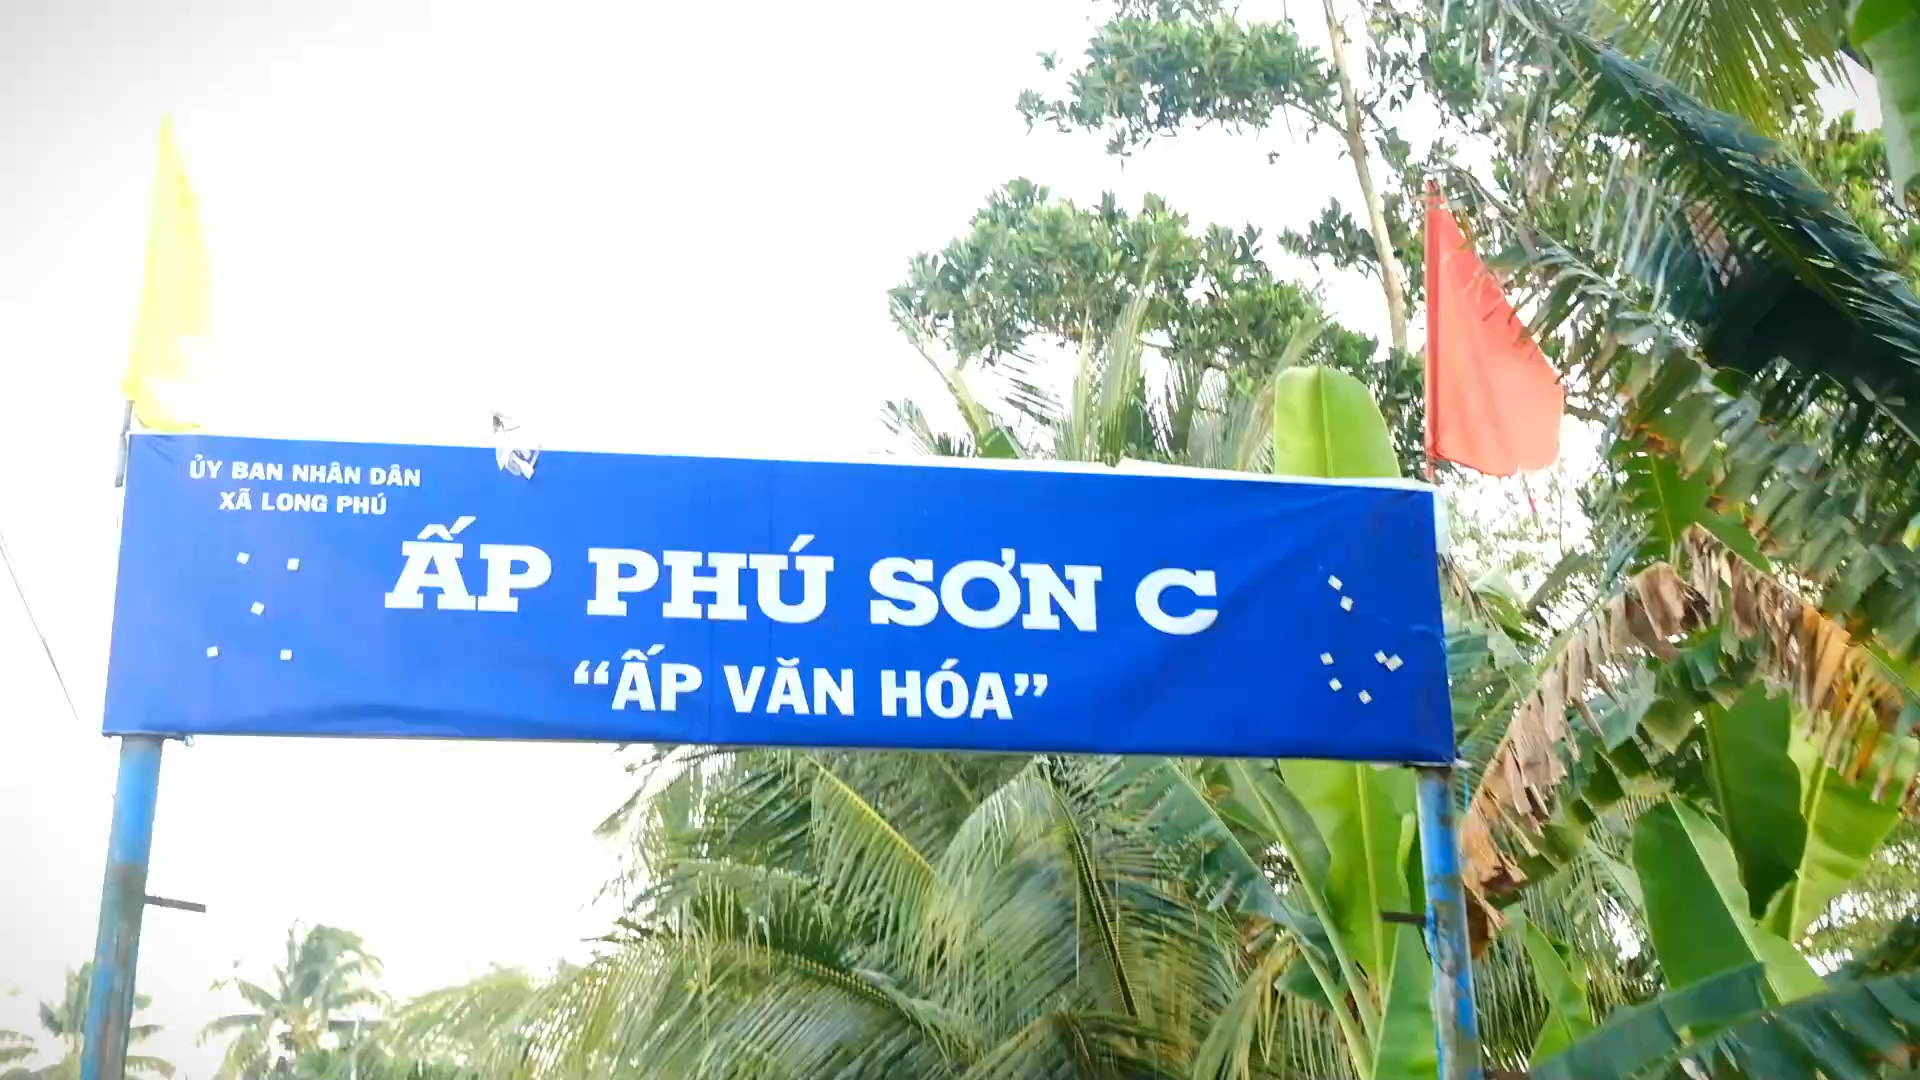 ỦY BAN NHÂN DÂN
XÃ LONG PHÚ
ẤP PHÚ SƠN C
“ẤP VĂN HÓA”